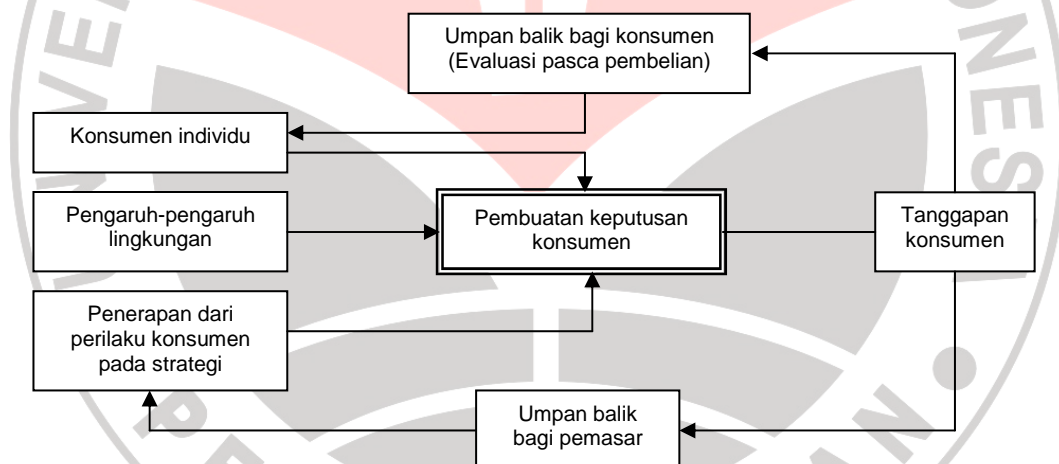 Umpan balik bagi konsumen
(Evaluasi pasca pembelian)
Konsumen individu
Pengaruh-pengaruh
lingkungan
Pembuatan keputusan
konsumen
Tanggapan
konsumen
Penerapan dari
perilaku konsumen
pada strategi
Umpan balik
bagi pemasar